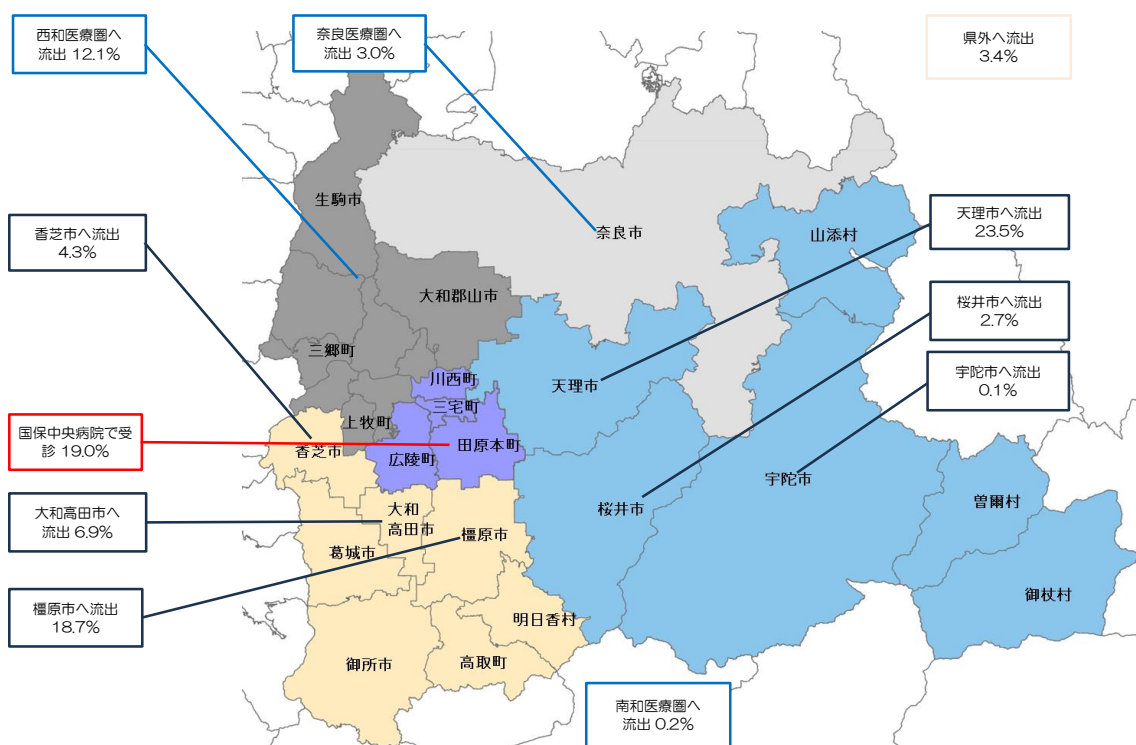 西和医療圏へ
流出 12.1%
奈良医療圏へ
流出 3.0%
県外へ流出
3.4%
生駒市
香芝市へ流出
4.3%
奈良市
山添村
天理市へ流出
23.5%
大和郡山市
桜井市へ流出
2.7%
三郷町
川西町
天理市
宇陀市へ流出
0.1%
三宅町
上牧町
国保中央病院で受
診 19.0%
香芝市
広陵町
田原本町
宇陀市
曽爾村
大和高田市へ
流出 6.9%
大和
高田市
橿原市
桜井市
葛城市
橿原市へ流出
18.7%
明日香村
御杖村
御所市
高取町
南和医療圏へ
流出 0.2%